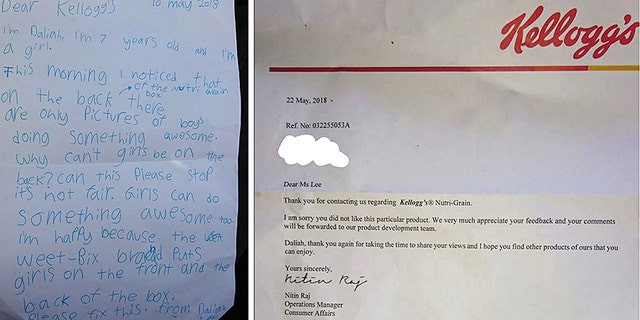 Dear Kellogg's 10 may 2018
I'm Daliah, I'm 7 years old and I'm
a girl.
This morning I noticed that
on the back of the nutri grain
box there
are only Pictures of boys
doing something awesome.
why can't girls be on the
back? can this Please stop
it's not fair. Girls can do
something awesome too.
I'm happy because the
weet-Bix brand puts
girls on the front and the
back of the box.
Please fix this. from Daliah
Kellogg's
22 May, 2018
Ref. No: 032255053A
Dear Ms Lee
Thank you for contacting us regarding Kellogg's® Nutri-Grain.
I am sorry you did not like this particular product. We very much appreciate your feedback and your comments
will be forwarded to our product development team.
Daliah, thank you again for taking the time to share your views and I hope you find other products of ours that you
can enjoy.
Yours sincerely,
Nitin Raj
Nitin Raj
Operations Manager
Consumer Affairs